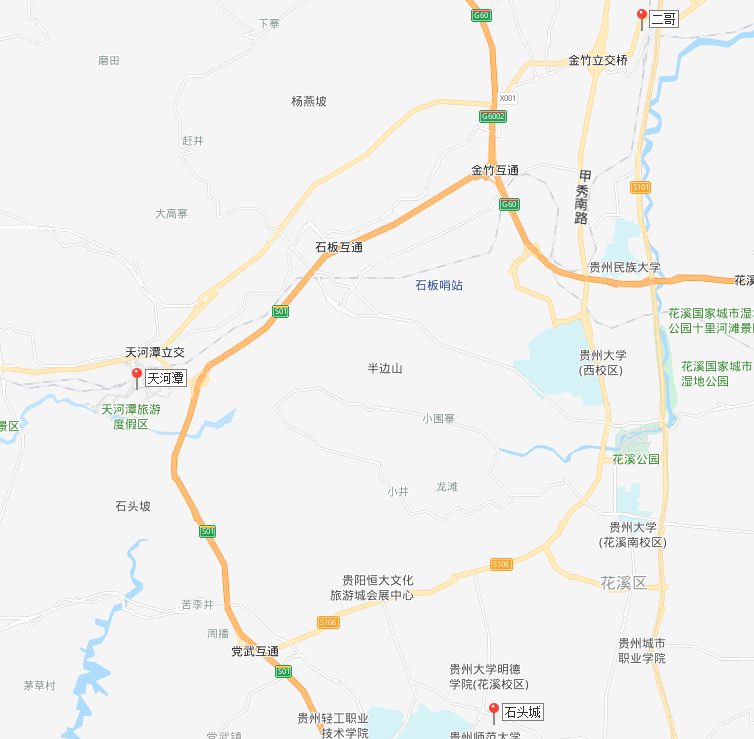 G60
二哥
下寨
磨田
金竹立交桥
X001
杨燕坡
G6002
赶井
金竹互通
甲秀南路
S101
G60
大高寨
石板互通
贵州民族大学
石板哨站
花溪
花溪国家城市湿地
公园十里河滩景区
S01
天河潭立交
半边山
贵州大学
(西校区)
花溪国家城市
湿地公园
天河潭
天河潭旅游
度假区
景区
小围寨
花溪公园
小井
龙滩
石头坡
S01
贵州大学
(花溪南校区)
S106
贵阳恒大文化
旅游城会展中心
花溪区
苦李井
S106
周播
党武互通
贵州城市
职业学院
S01
贵州大学明德
学院(花溪校区)
茅草村
石头城
贵州轻工职业
技术学院
党武镇
贵州师范大学